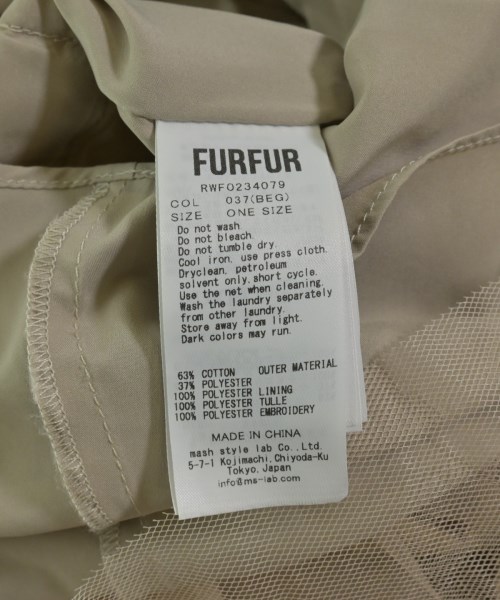 FURFUR
RWF0234079
COL 037(BEG)
SIZE ONE SIZE
Do not wash.
Do not bleach.
Do not tumble dry.
Cool iron, use press cloth.
Dryclean, petroleum
solvent only, short cycle.
Use the net when cleaning.
Wash the laundry separately
from other laundry.
Store away from light.
Dark colors may run.
63% COTTON OUTER MATERIAL
37% POLYESTER
100% POLYESTER LINING
100% POLYESTER TULLE
100% POLYESTER EMBROIDERY
MADE IN CHINA
mash style lab Co., Ltd.
5-7-1 Kojimachi, Chiyoda-Ku
Tokyo, Japan
info@ms-lab.com